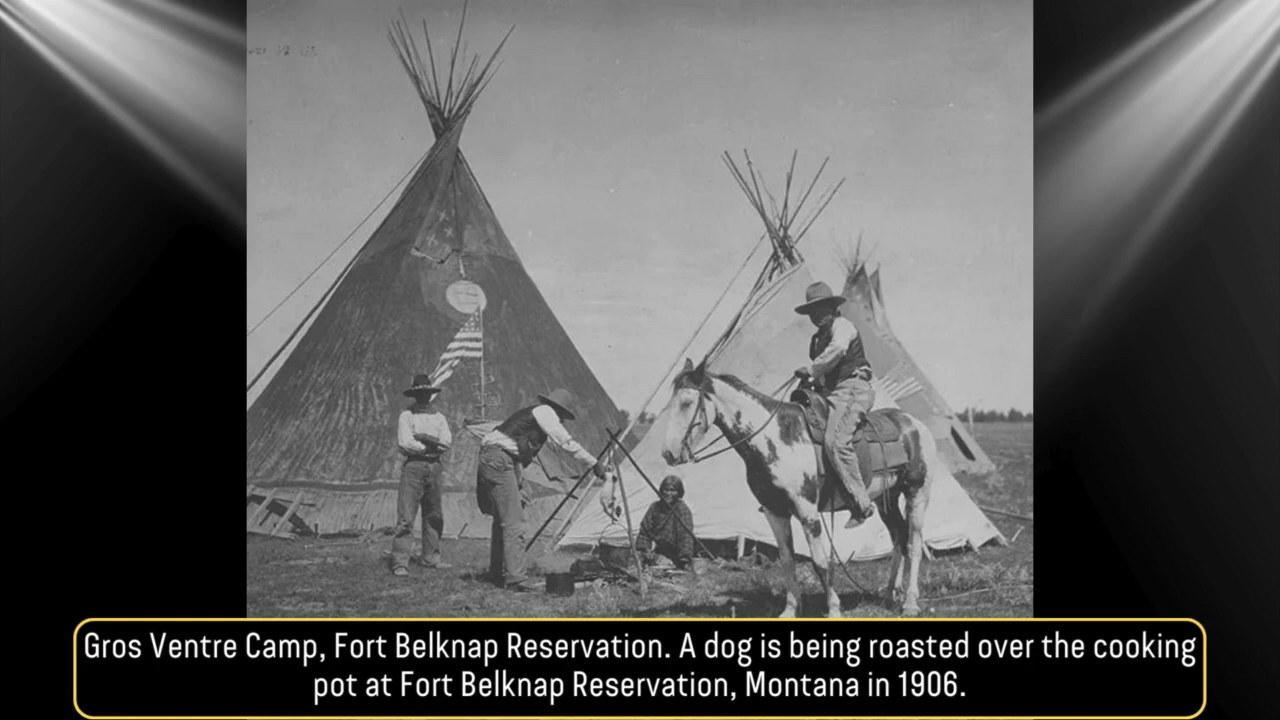 Gros Ventre Camp, Fort Belknap Reservation. A dog is being roasted over the cooking
pot at Fort Belknap Reservation, Montana in 1906.